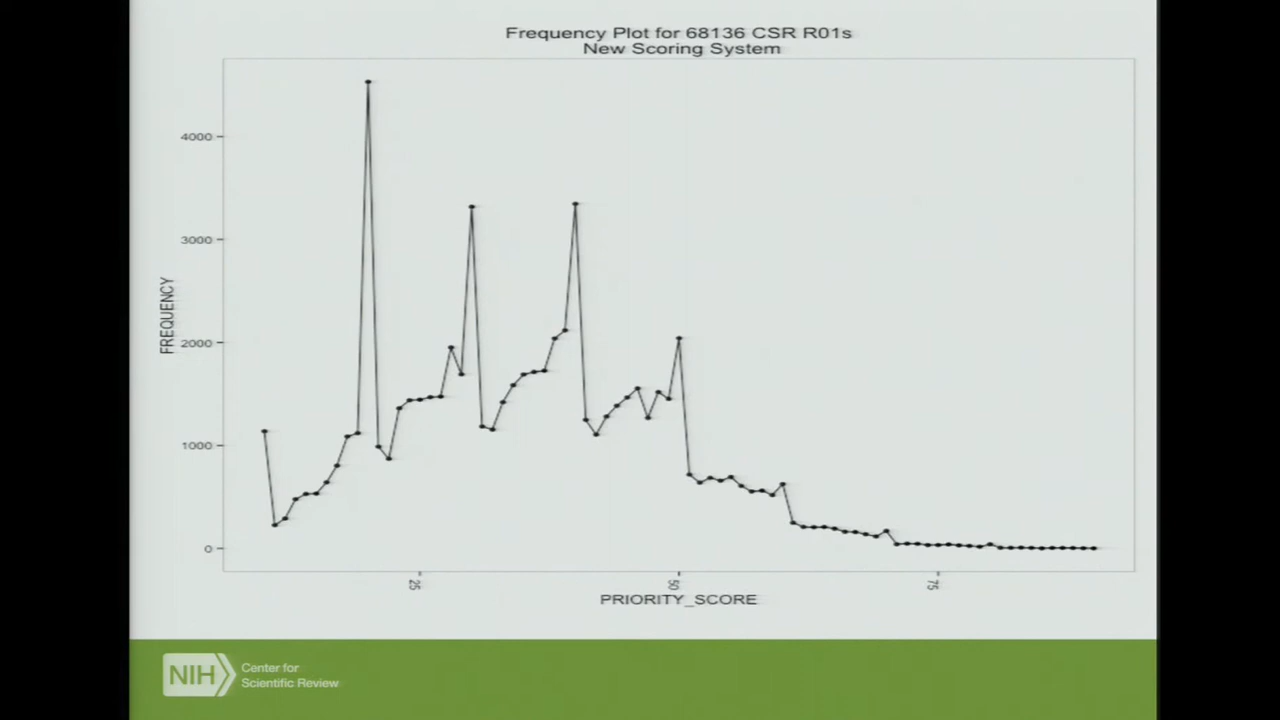 Frequency Plot for 68136 CSR R01s
New Scoring System
4000
3000
2000
1000
0
FREQUENCY
25
50
75
PRIORITY_SCORE
NIH
Center for
Scientific Review